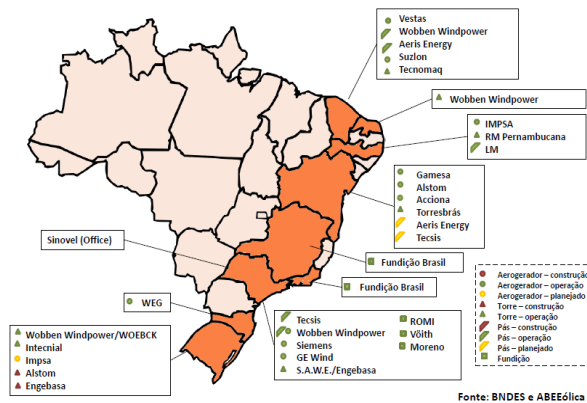 Vestas
Wobben Windpower
Aeris Energy
Suzlon
Tecnomaq
Wobben Windpower
IMPSA
RM Pernambucana
LM
Gamesa
Alstom
Acciona
Torresbrás
Aeris Energy
Tecsis
Sinovel (Office)
Fundição Brasil
Fundição Brasil
WEG
Wobben Windpower/WOEBCK
Intecnial
Impsa
Alstom
Engebasa
Tecsis
Wobben Windpower
Siemens
GE Wind
S.A.W.E./Engebasa
ROMI
Vöith
Moreno
Aerogerador – construção
Aerogerador – operação
Aerogerador – planejado
Torre – construção
Torre – operação
Pás – construção
Pás – operação
Pás – planejado
Fundição
Fonte: BNDES e ABEEólica